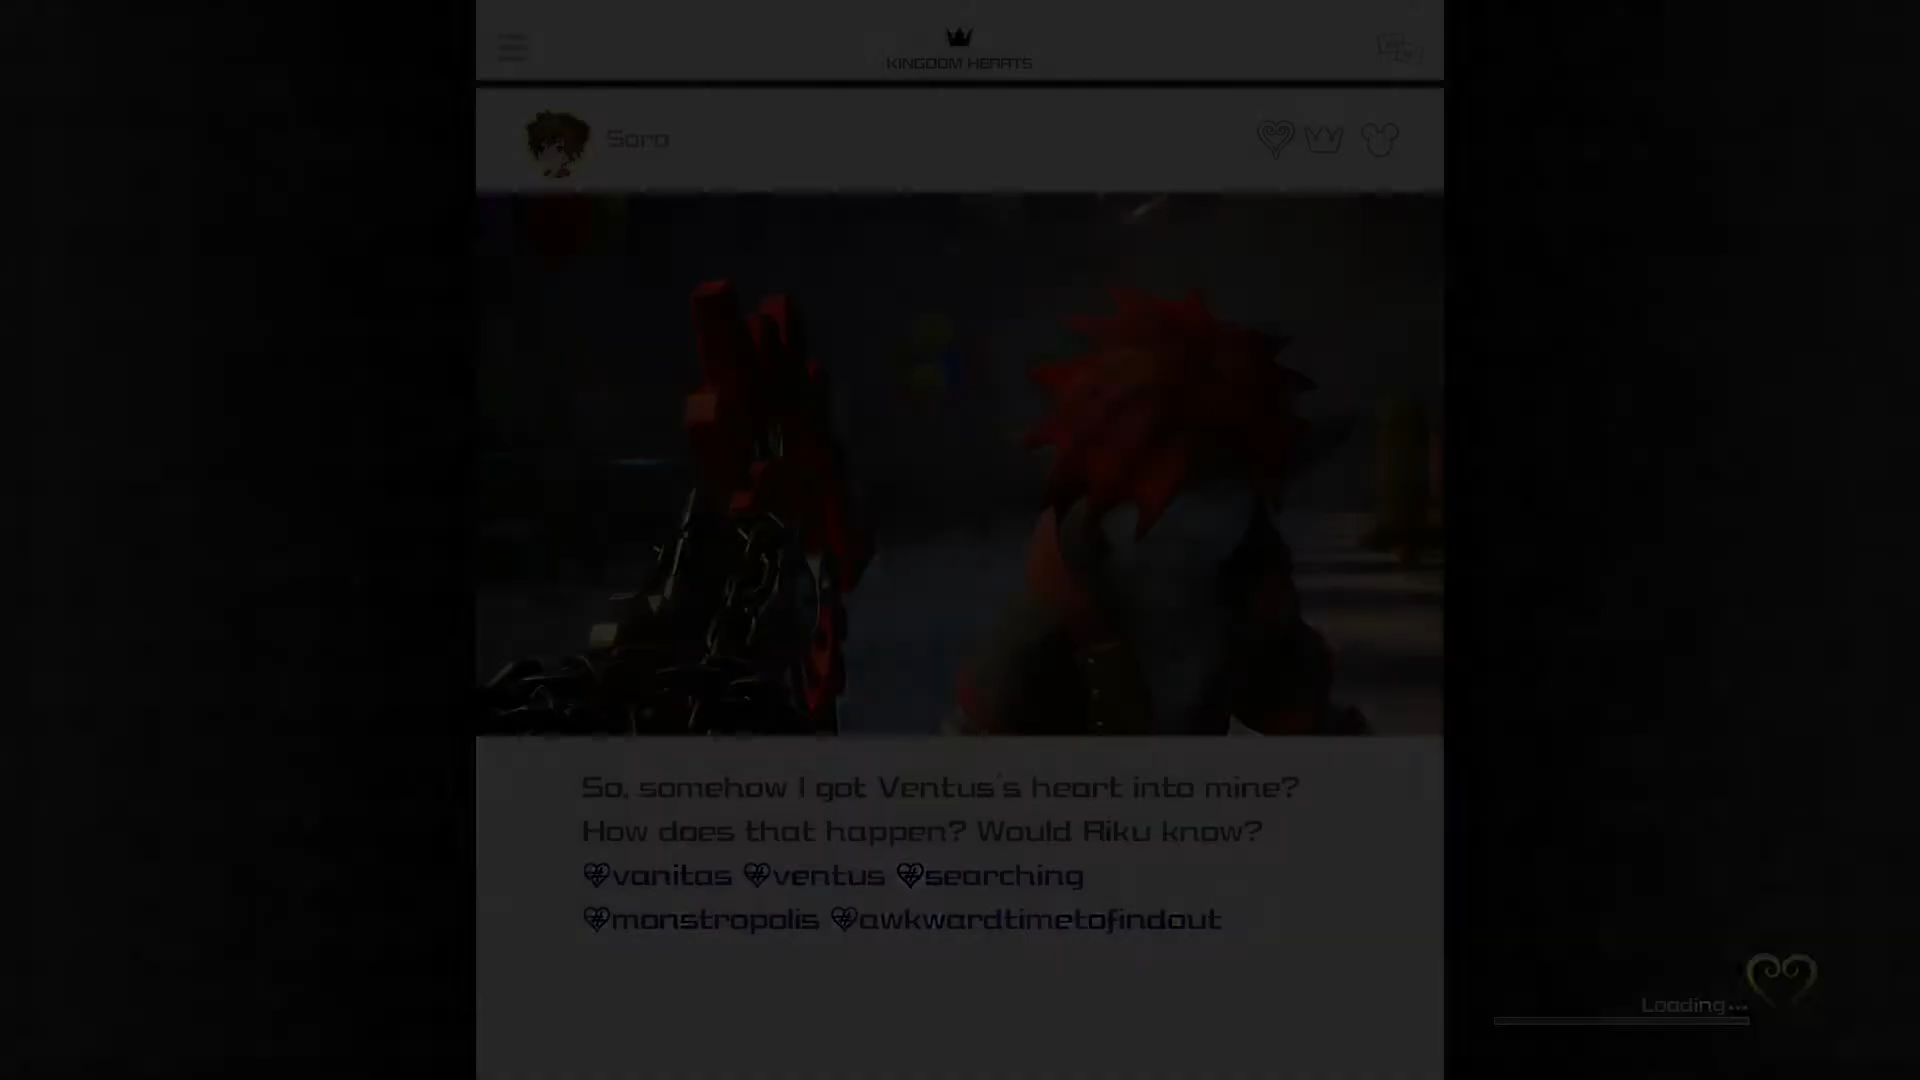 KINGDOM HEARTS
Sora
So, somehow I got Ventus's heart into mine?
How does that happen? Would Riku know?
#vanitas #ventus #searching
#monstropolis #awkwardtimetofindout
Loading...